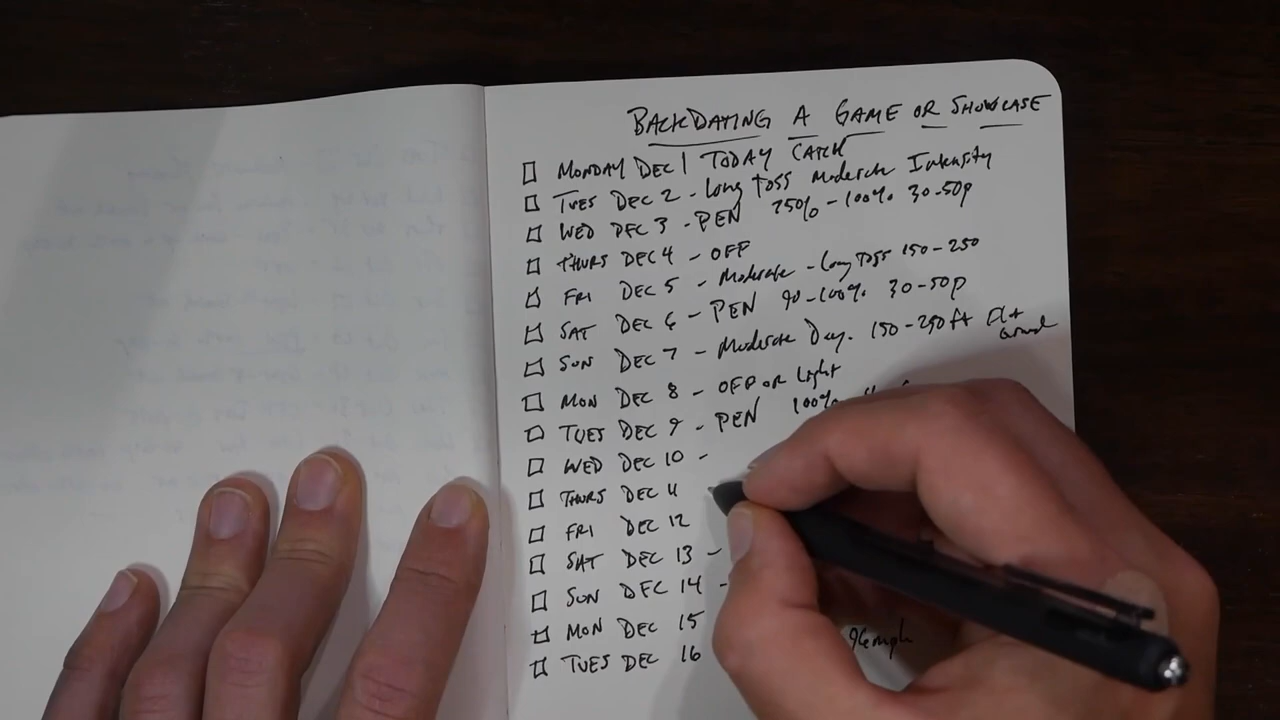 BACKDATING A GAME OR SHOWCASE
MONDAY DEC 1 TODAY CATCH
TUES DEC 2 - Long Toss Moderate Intensity
WED DEC 3 - PEN 75% - 100% 30-50p
THURS DEC 4 - OFF
FRI DEC 5 - Moderate - Long Toss 150-250
SAT DEC 6 - PEN 90-100% 30-50p
SUN DEC 7 - Moderate Day. 150-250ft Flat Ground
MON DEC 8 - OFF OR Light
TUES DEC 9 - PEN 100%
WED DEC 10 -
THURS DEC 11
FRI DEC 12
SAT DEC 13 -
SUN DEC 14 -
MON DEC 15
TUES DEC 16 96mph